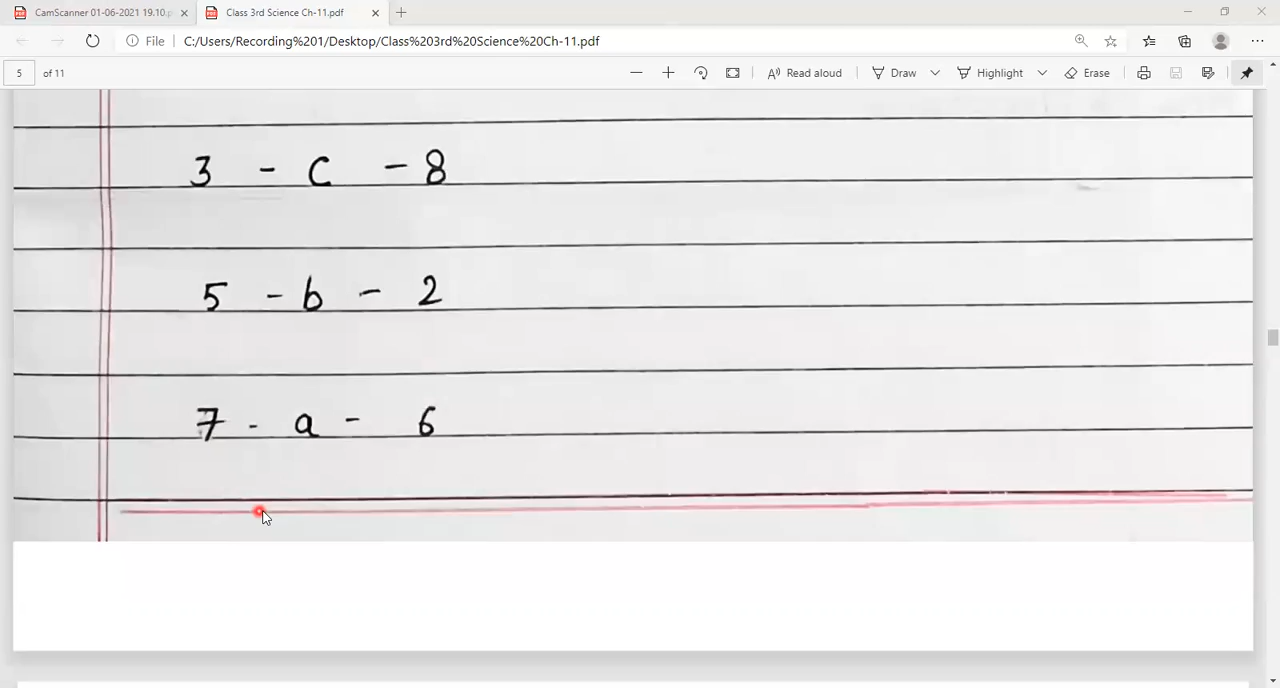 CamScanner 01-06-2021 19.10.p
Class 3rd Science Ch-11.pdf
File
C:/Users/Recording%201/Desktop/Class%203rd%20Science%20Ch-11.pdf
5 of 11
Read aloud
Draw
Highlight
Erase
3 - C - 8
5 - b - 2
7 - a - 6